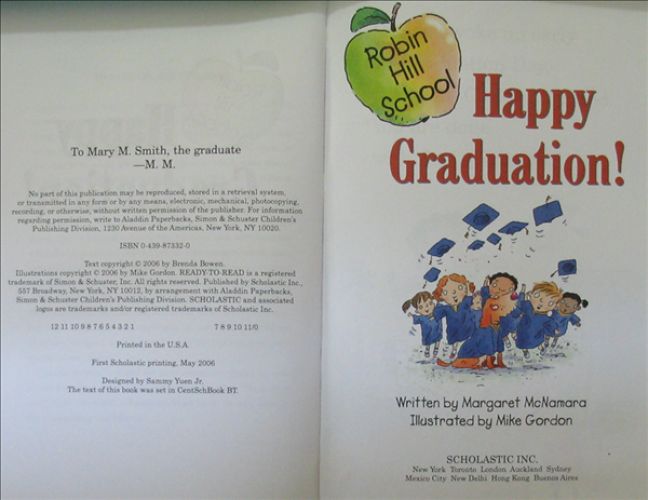 To Mary M. Smith, the graduate
—M. M.
No part of this publication may be reproduced, stored in a retrieval system,
or transmitted in any form or by any means, electronic, mechanical, photocopying,
recording, or otherwise, without written permission of the publisher. For information
regarding permission, write to Aladdin Paperbacks, Simon & Schuster Children's
Publishing Division, 1230 Avenue of the Americas, New York, NY 10020.
ISBN 0-439-87332-0
Text copyright © 2006 by Brenda Bowen.
Illustrations copyright © 2006 by Mike Gordon. READY-TO-READ is a registered
trademark of Simon & Schuster, Inc. All rights reserved. Published by Scholastic Inc.,
557 Broadway, New York, NY 10012, by arrangement with Aladdin Paperbacks,
Simon & Schuster Children's Publishing Division. SCHOLASTIC and associated
logos are trademarks and/or registered trademarks of Scholastic Inc.
12 11 10 9 8 7 6 5 4 3 2 1 7 8 9 10 11/0
Printed in the U.S.A
First Scholastic printing, May 2006
Designed by Sammy Yuen Jr.
The text of this book was set in CentSchBook BT.
Robin
Hill
School
Happy
Graduation!
Written by Margaret McNamara
Illustrated by Mike Gordon
SCHOLASTIC INC.
New York Toronto London Auckland Sydney
Mexico City New Delhi Hong Kong Buenos Aires